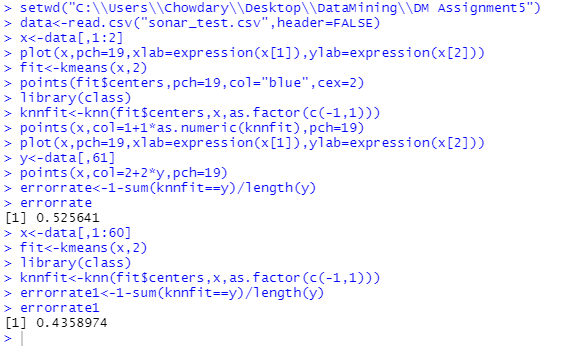 > setwd("C:\\Users\\Chowdary\\Desktop\\DataMining\\DM Assignment5")
> data<-read.csv("sonar_test.csv",header=FALSE)
> x<-data[,1:2]
> plot(x,pch=19,xlab=expression(x[1]),ylab=expression(x[2]))
> fit<-kmeans(x,2)
> points(fit$centers,pch=19,col="blue",cex=2)
> library(class)
> knnfit<-knn(fit$centers,x,as.factor(c(-1,1)))
> points(x,col=1+1*as.numeric(knnfit),pch=19)
> plot(x,pch=19,xlab=expression(x[1]),ylab=expression(x[2]))
> y<-data[,61]
> points(x,col=2+2*y,pch=19)
> errorrate<-1-sum(knnfit==y)/length(y)
> errorrate
[1] 0.525641
> x<-data[,1:60]
> fit<-kmeans(x,2)
> library(class)
> knnfit<-knn(fit$centers,x,as.factor(c(-1,1)))
> errorrate1<-1-sum(knnfit==y)/length(y)
> errorrate1
[1] 0.4358974
>